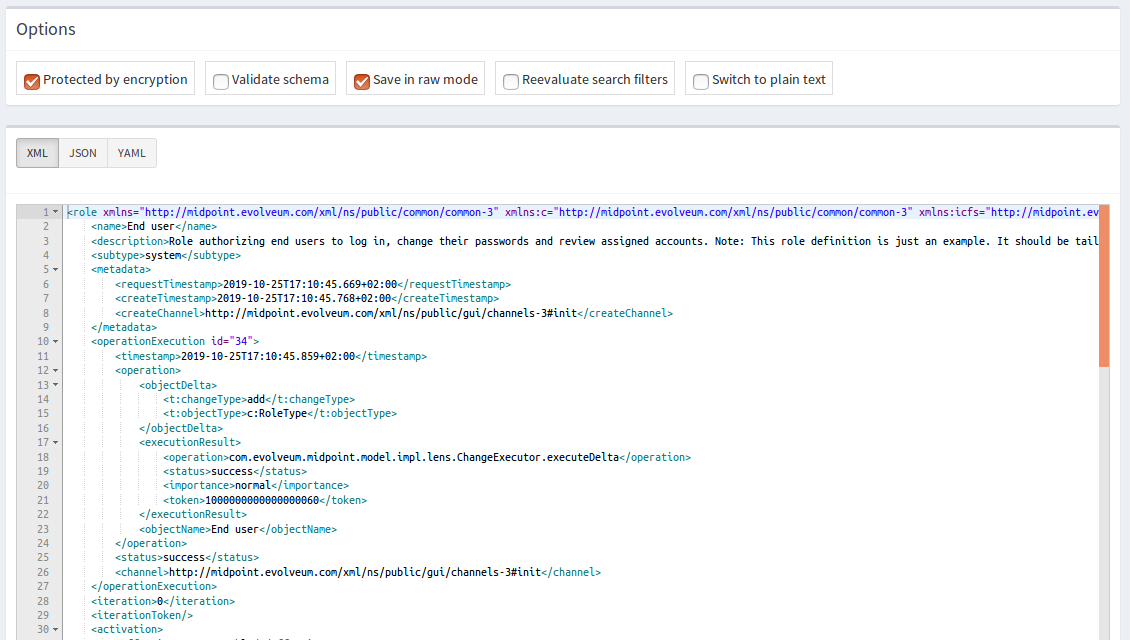 Options
Protected by encryption Validate schema Save in raw mode Reevaluate search filters Switch to plain text
XML JSON YAML
1 <role xmlns="http://midpoint.evolveum.com/xml/ns/public/common/common-3" xmlns:c="http://midpoint.evolveum.com/xml/ns/public/common/common-3" xmlns:icfs="http://midpoint.ev
2 <name>End user</name>
3 <description>Role authorizing end users to log in, change their passwords and review assigned accounts. Note: This role definition is just an example. It should be tail
4 <subtype>system</subtype>
5 <metadata>
6 <requestTimestamp>2019-10-25T17:10:45.669+02:00</requestTimestamp>
7 <createTimestamp>2019-10-25T17:10:45.768+02:00</createTimestamp>
8 <createChannel>http://midpoint.evolveum.com/xml/ns/public/gui/channels-3#init</createChannel>
9 </metadata>
10 <operationExecution id="34">
11 <timestamp>2019-10-25T17:10:45.859+02:00</timestamp>
12 <operation>
13 <objectDelta>
14 <t:changeType>add</t:changeType>
15 <t:objectType>c:RoleType</t:objectType>
16 </objectDelta>
17 <executionResult>
18 <operation>com.evolveum.midpoint.model.impl.lens.ChangeExecutor.executeDelta</operation>
19 <status>success</status>
20 <importance>normal</importance>
21 <token>1000000000000000060</token>
22 </executionResult>
23 <objectName>End user</objectName>
24 </operation>
25 <status>success</status>
26 <channel>http://midpoint.evolveum.com/xml/ns/public/gui/channels-3#init</channel>
27 </operationExecution>
28 <iteration>0</iteration>
29 <iterationToken/>
30 <activation>